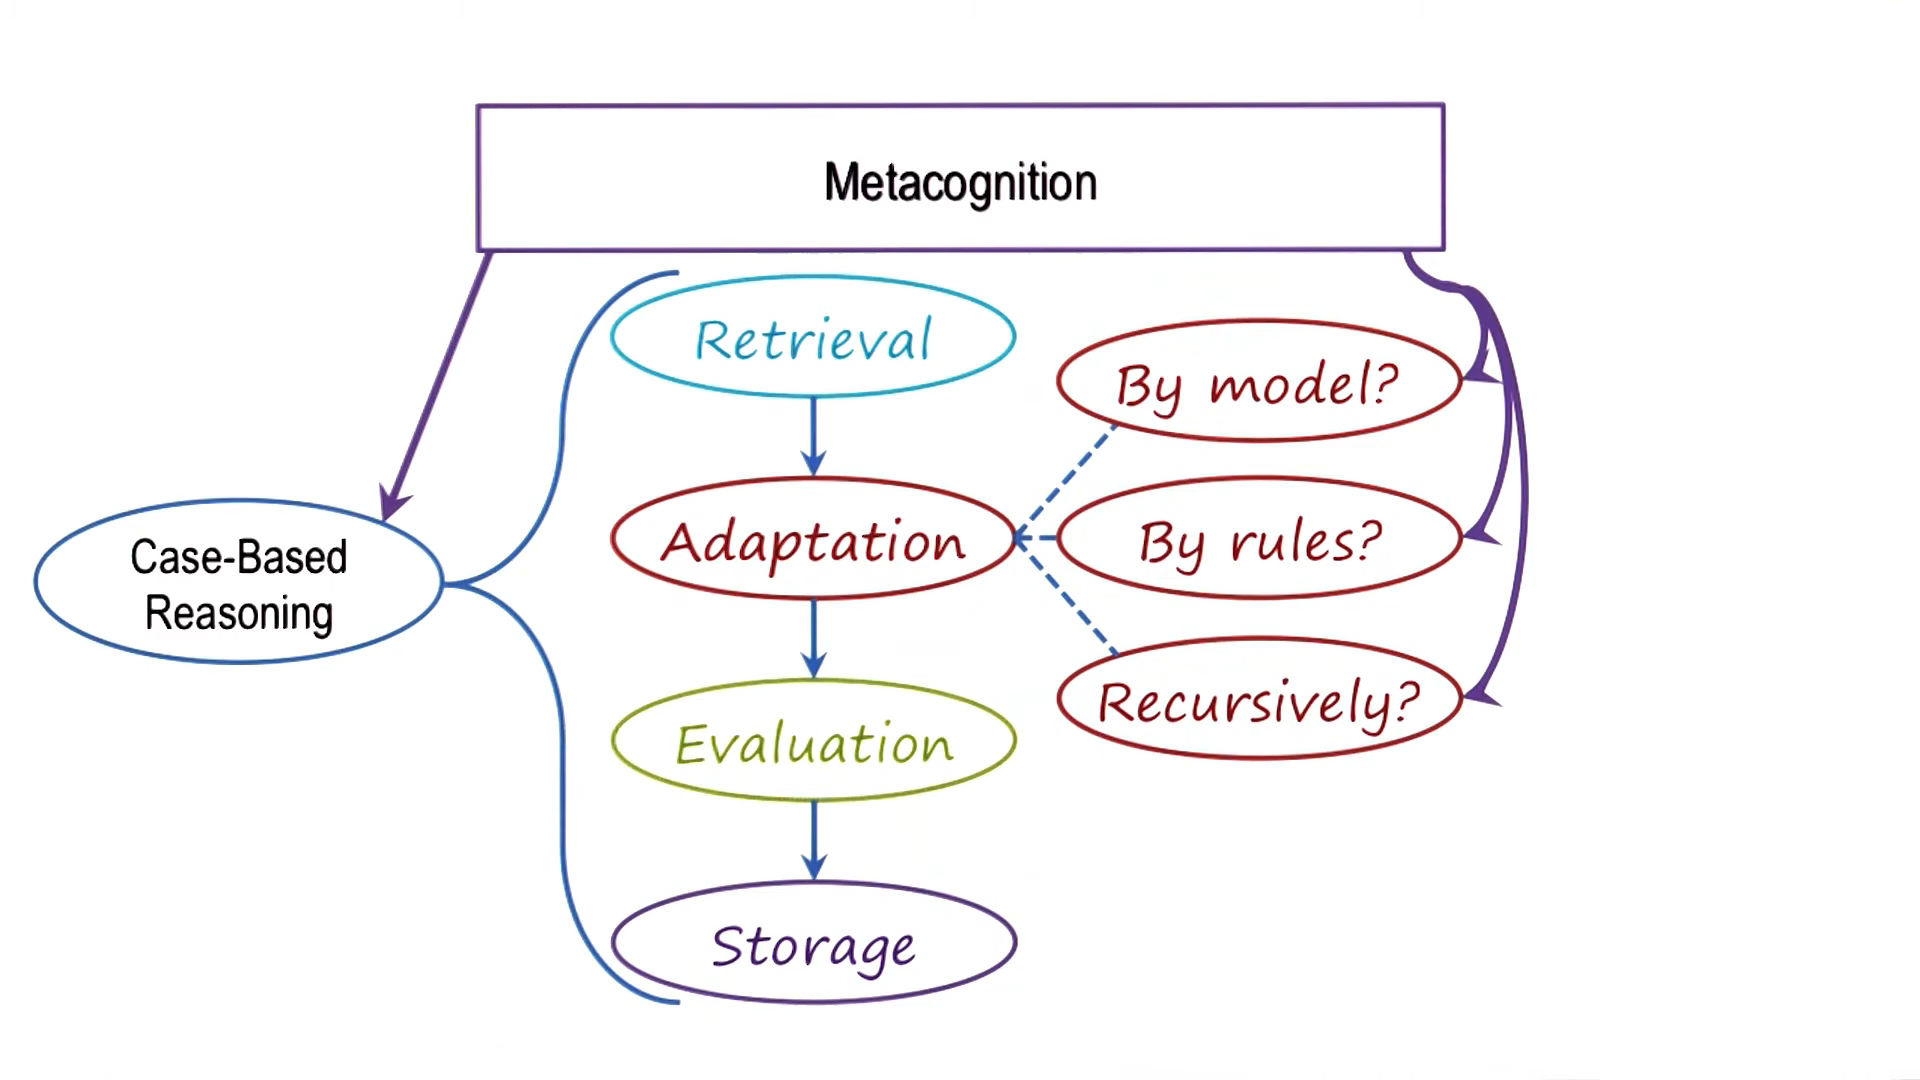 Metacognition
Case-Based
Reasoning
Retrieval
Adaptation
Evaluation
Storage
By model?
By rules?
Recursively?